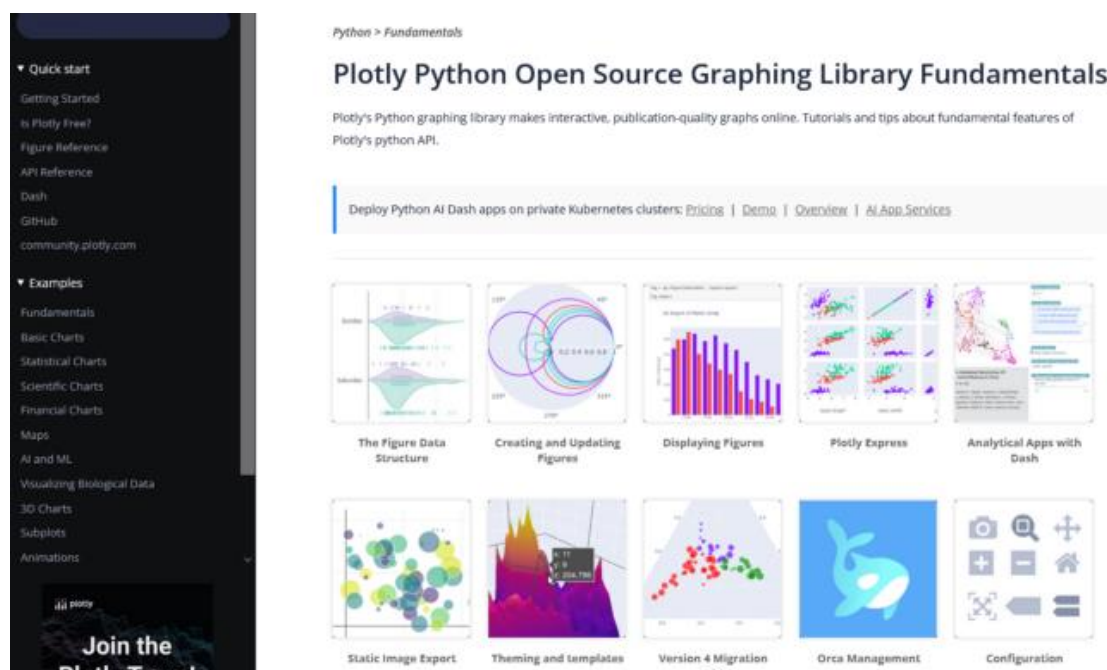 Quick start
Getting Started
Is Plotly Free?
Figure Reference
API Reference
Dash
GitHub
community.plotly.com
Examples
Fundamentals
Basic Charts
Statistical Charts
Scientific Charts
Financial Charts
Maps
AI and ML
Visualizing Biological Data
3D Charts
Subplots
Animations
plotly
Join the
Python > Fundamentals
Plotly Python Open Source Graphing Library Fundamentals
Plotly's Python graphing library makes interactive, publication-quality graphs online. Tutorials and tips about fundamental features of
Plotly's python API.
Deploy Python AI Dash apps on private Kubernetes clusters: Pricing | Demo | Overview | AI App Services
The Figure Data
Structure
Creating and Updating
Figures
Displaying Figures
Plotly Express
Analytical Apps with
Dash
Static Image Export
Theming and templates
Version 4 Migration
Orca Management
Configuration